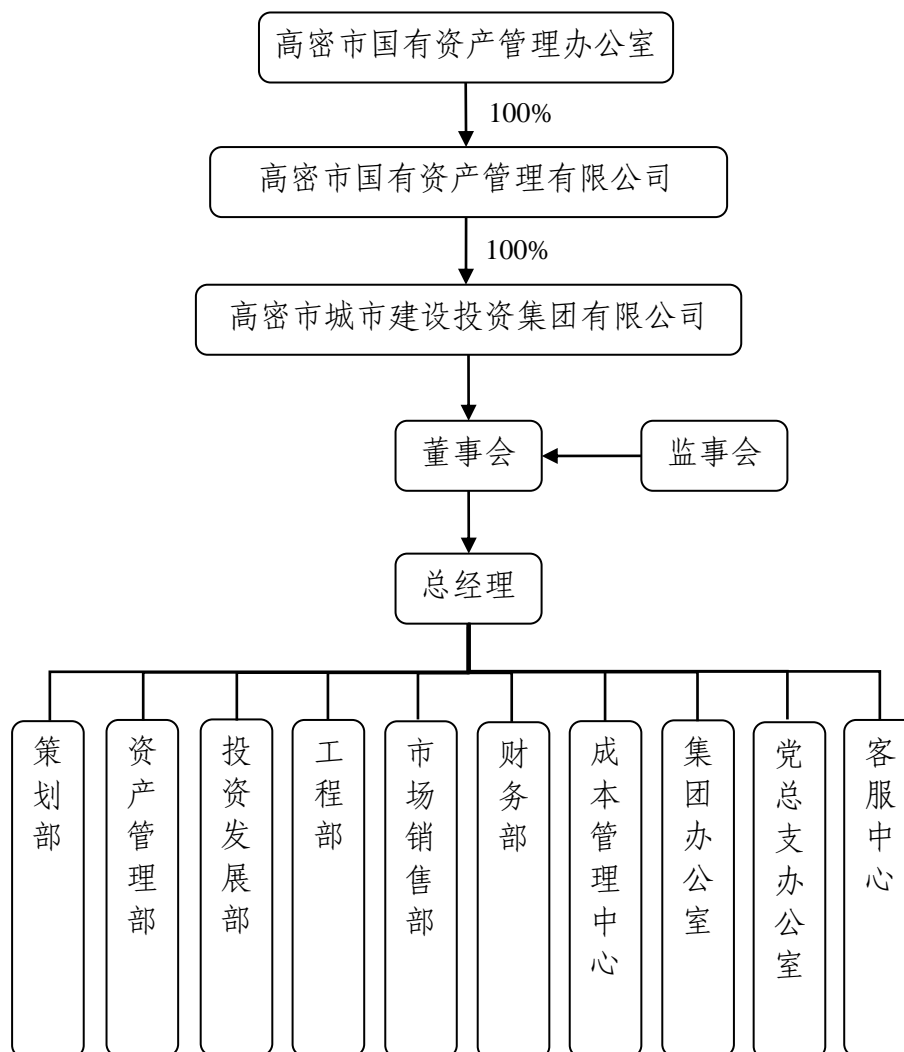 高密市国有资产管理办公室
100%
高密市国有资产管理有限公司
100%
高密市城市建设投资集团有限公司
董事会
监事会
总经理
策划部
资产管理部
投资发展部
工程部
市场销售部
财务部
成本管理中心
集团办公室
党总支办公室
客服中心